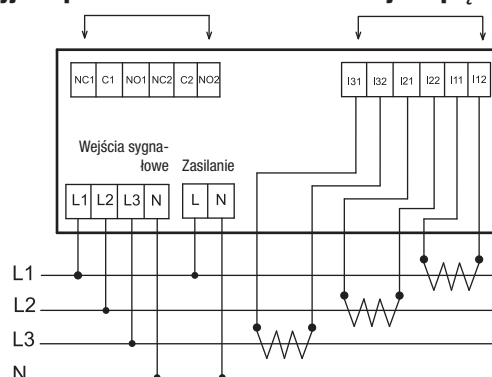 NC1 C1 NO1 NC2 C2 NO2
I31 I32 I21 I22 I11 I12
Wejścia sygna-
łowe Zasilanie
L1 L2 L3 N L N
L1
L2
L3
N